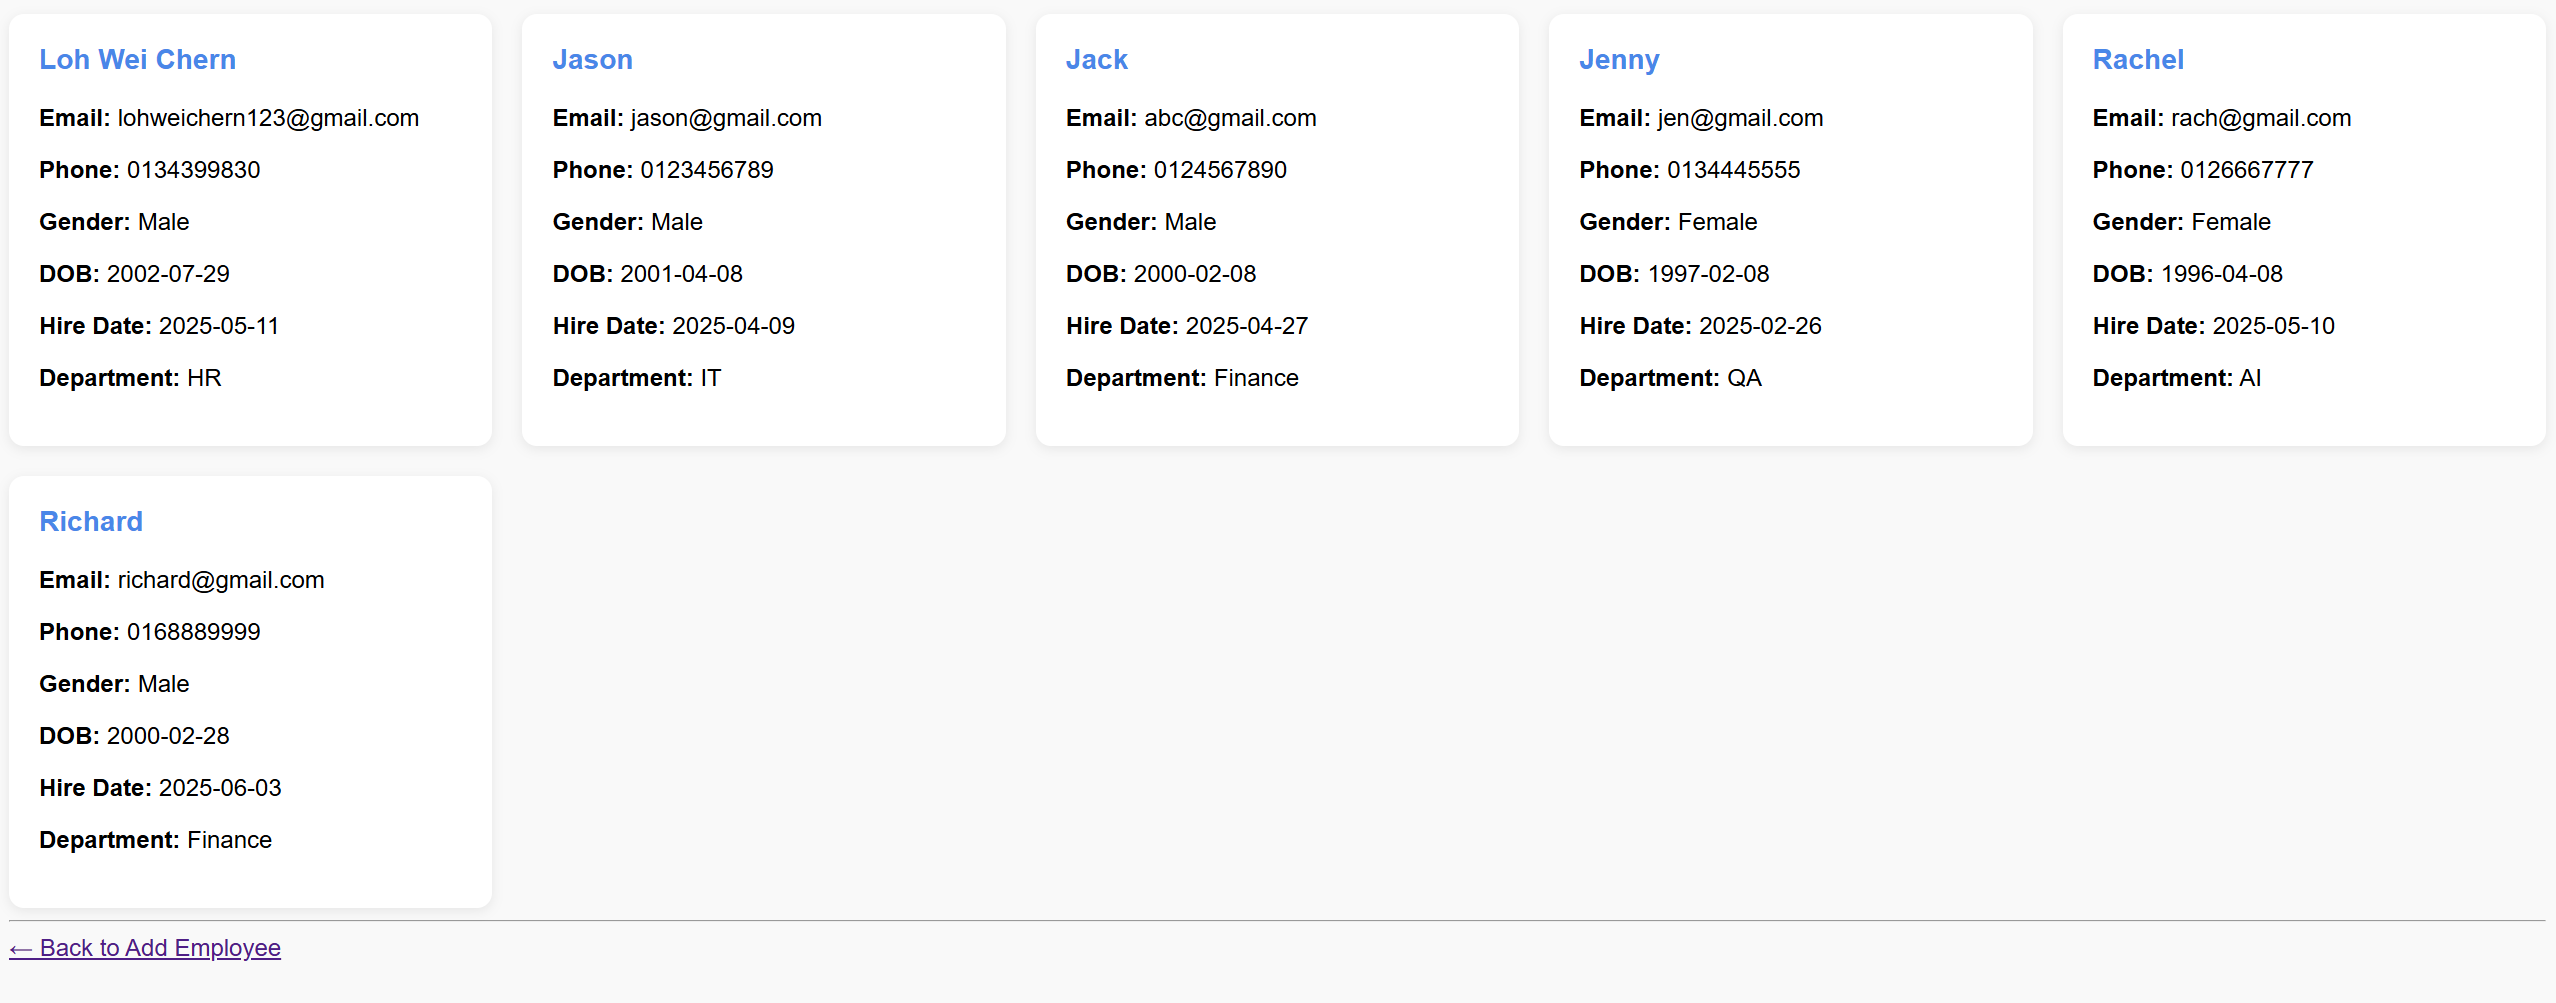 Loh Wei Chern
Email: lohweichern123@gmail.com
Phone: 0134399830
Gender: Male
DOB: 2002-07-29
Hire Date: 2025-05-11
Department: HR
Jason
Email: jason@gmail.com
Phone: 0123456789
Gender: Male
DOB: 2001-04-08
Hire Date: 2025-04-09
Department: IT
Jack
Email: abc@gmail.com
Phone: 0124567890
Gender: Male
DOB: 2000-02-08
Hire Date: 2025-04-27
Department: Finance
Jenny
Email: jen@gmail.com
Phone: 0134445555
Gender: Female
DOB: 1997-02-08
Hire Date: 2025-02-26
Department: QA
Rachel
Email: rach@gmail.com
Phone: 0126667777
Gender: Female
DOB: 1996-04-08
Hire Date: 2025-05-10
Department: AI
Richard
Email: richard@gmail.com
Phone: 0168889999
Gender: Male
DOB: 2000-02-28
Hire Date: 2025-06-03
Department: Finance
← Back to Add Employee